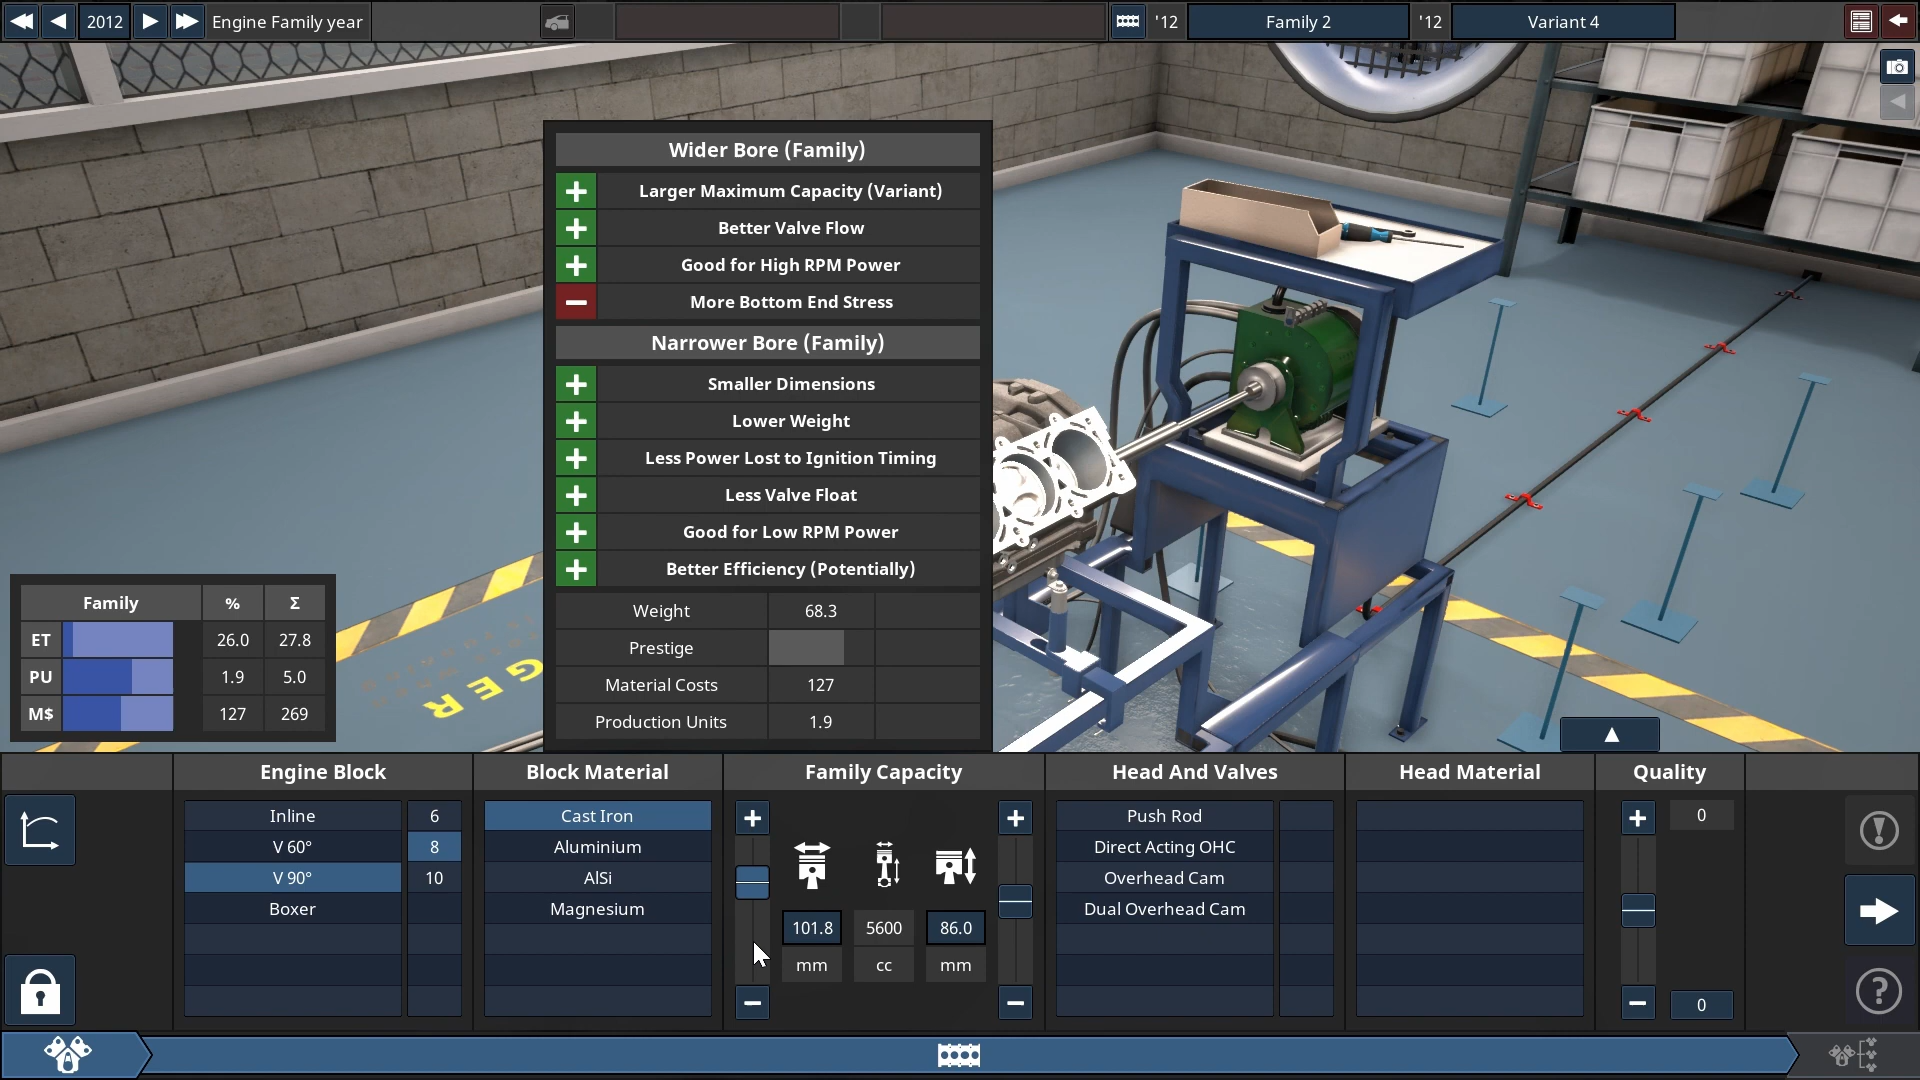 2012 Engine Family year '12 Family 2 '12 Variant 4
Wider Bore (Family)
Larger Maximum Capacity (Variant)
Better Valve Flow
Good for High RPM Power
More Bottom End Stress
Narrower Bore (Family)
Smaller Dimensions
Lower Weight
Less Power Lost to Ignition Timing
Less Valve Float
Good for Low RPM Power
Better Efficiency (Potentially)
Weight 68.3
Prestige
Material Costs 127
Production Units 1.9
Family % Σ
ET 26.0 27.8
PU 1.9 5.0
M$ 127 269
GER
Engine Block
Inline 6
V 60° 8
V 90° 10
Boxer
Block Material
Cast Iron
Aluminium
AlSi
Magnesium
Family Capacity
101.8 5600 86.0
mm cc mm
Head And Valves
Push Rod
Direct Acting OHC
Overhead Cam
Dual Overhead Cam
Head Material
Quality
0
0